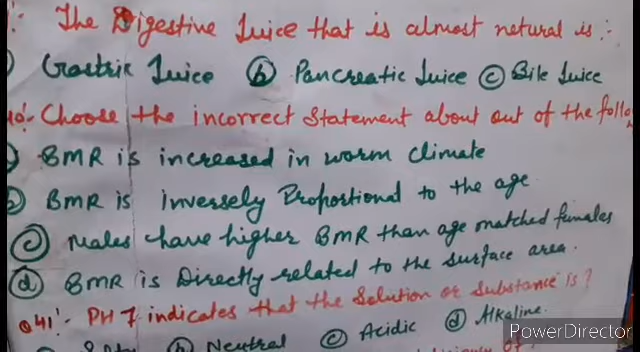 The Digestive Juice that is almost netural is :-
Gastric Juice (b) Pancreatic Juice (c) Bile Juice
Choose the incorrect Statement about out of the follo
BMR is increased in worm climate
BMR is inversely Proportional to the age
(c) Males have higher BMR than age matched females
(d) BMR is Directly related to the surface area.
Q41:- PH 7 indicates that the Solution or Substance is ?
(b) Neutral (c) Acidic (d) Alkaline.
PowerDirector